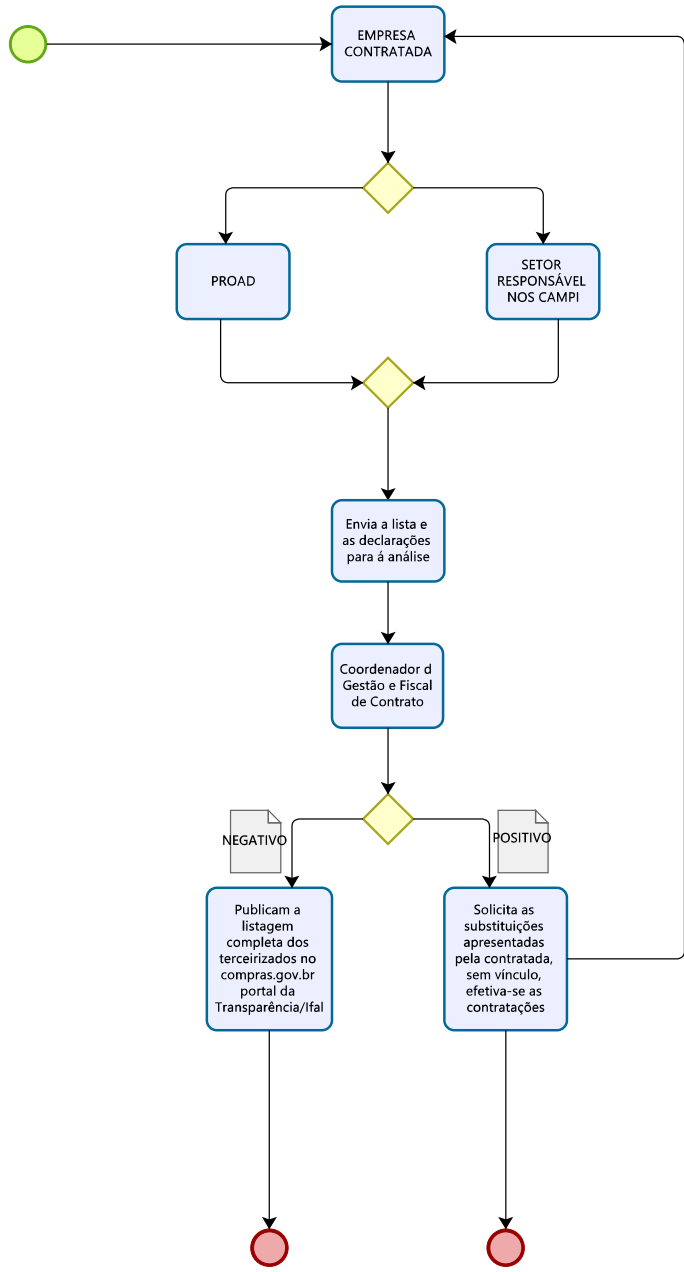 EMPRESA
CONTRATADA
PROAD
SETOR
RESPONSÁVEL
NOS CAMPI
Envia a lista e
as declarações
para á análise
Coordenador d
Gestão e Fiscal
de Contrato
NEGATIVO
POSITIVO
Publicam a
listagem
completa dos
terceirizados no
compras.gov.br
portal da
Transparência/Ifal
Solicita as
substituições
apresentadas
pela contratada,
sem vínculo,
efetiva-se as
contratações